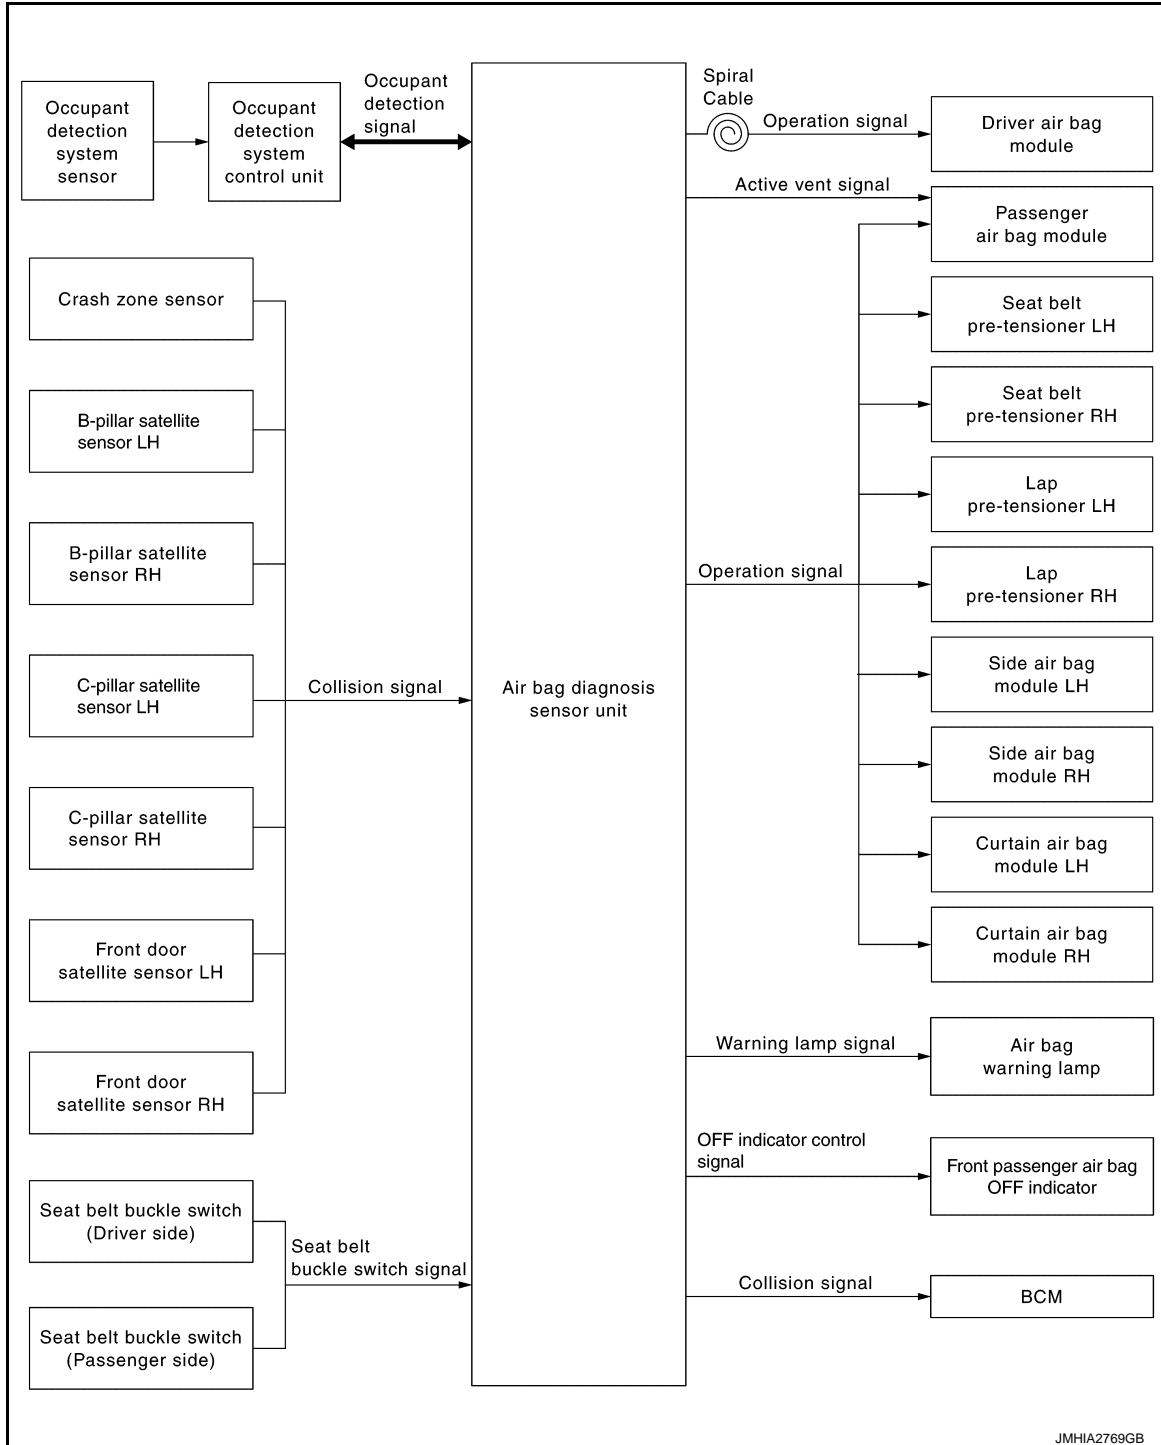 Occupant
detection
system
sensor
Occupant
detection
system
control unit
Occupant
detection
signal
Crash zone sensor
B-pillar satellite
sensor LH
B-pillar satellite
sensor RH
C-pillar satellite
sensor LH
C-pillar satellite
sensor RH
Front door
satellite sensor LH
Front door
satellite sensor RH
Collision signal
Seat belt buckle switch
(Driver side)
Seat belt buckle switch
(Passenger side)
Seat belt
buckle switch signal
Air bag diagnosis
sensor unit
Spiral
Cable
Operation signal
Driver air bag
module
Active vent signal
Passenger
air bag module
Seat belt
pre-tensioner LH
Seat belt
pre-tensioner RH
Lap
pre-tensioner LH
Operation signal
Lap
pre-tensioner RH
Side air bag
module LH
Side air bag
module RH
Curtain air bag
module LH
Curtain air bag
module RH
Warning lamp signal
Air bag
warning lamp
OFF indicator control
signal
Front passenger air bag
OFF indicator
Collision signal
BCM
JMHIA2769GB